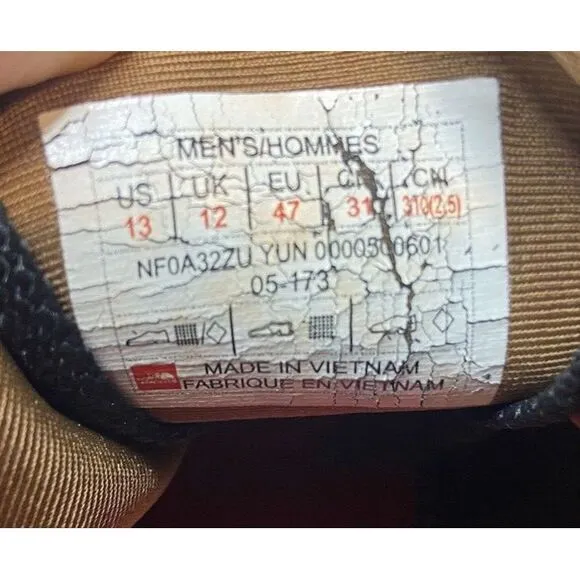 MEN'S/HOMMES
US UK EU CN
13 12 47 31 310(2.5)
NF0A32ZU YUN 0000500601
05-173
MADE IN VIETNAM
FABRIQUE EN VIETNAM